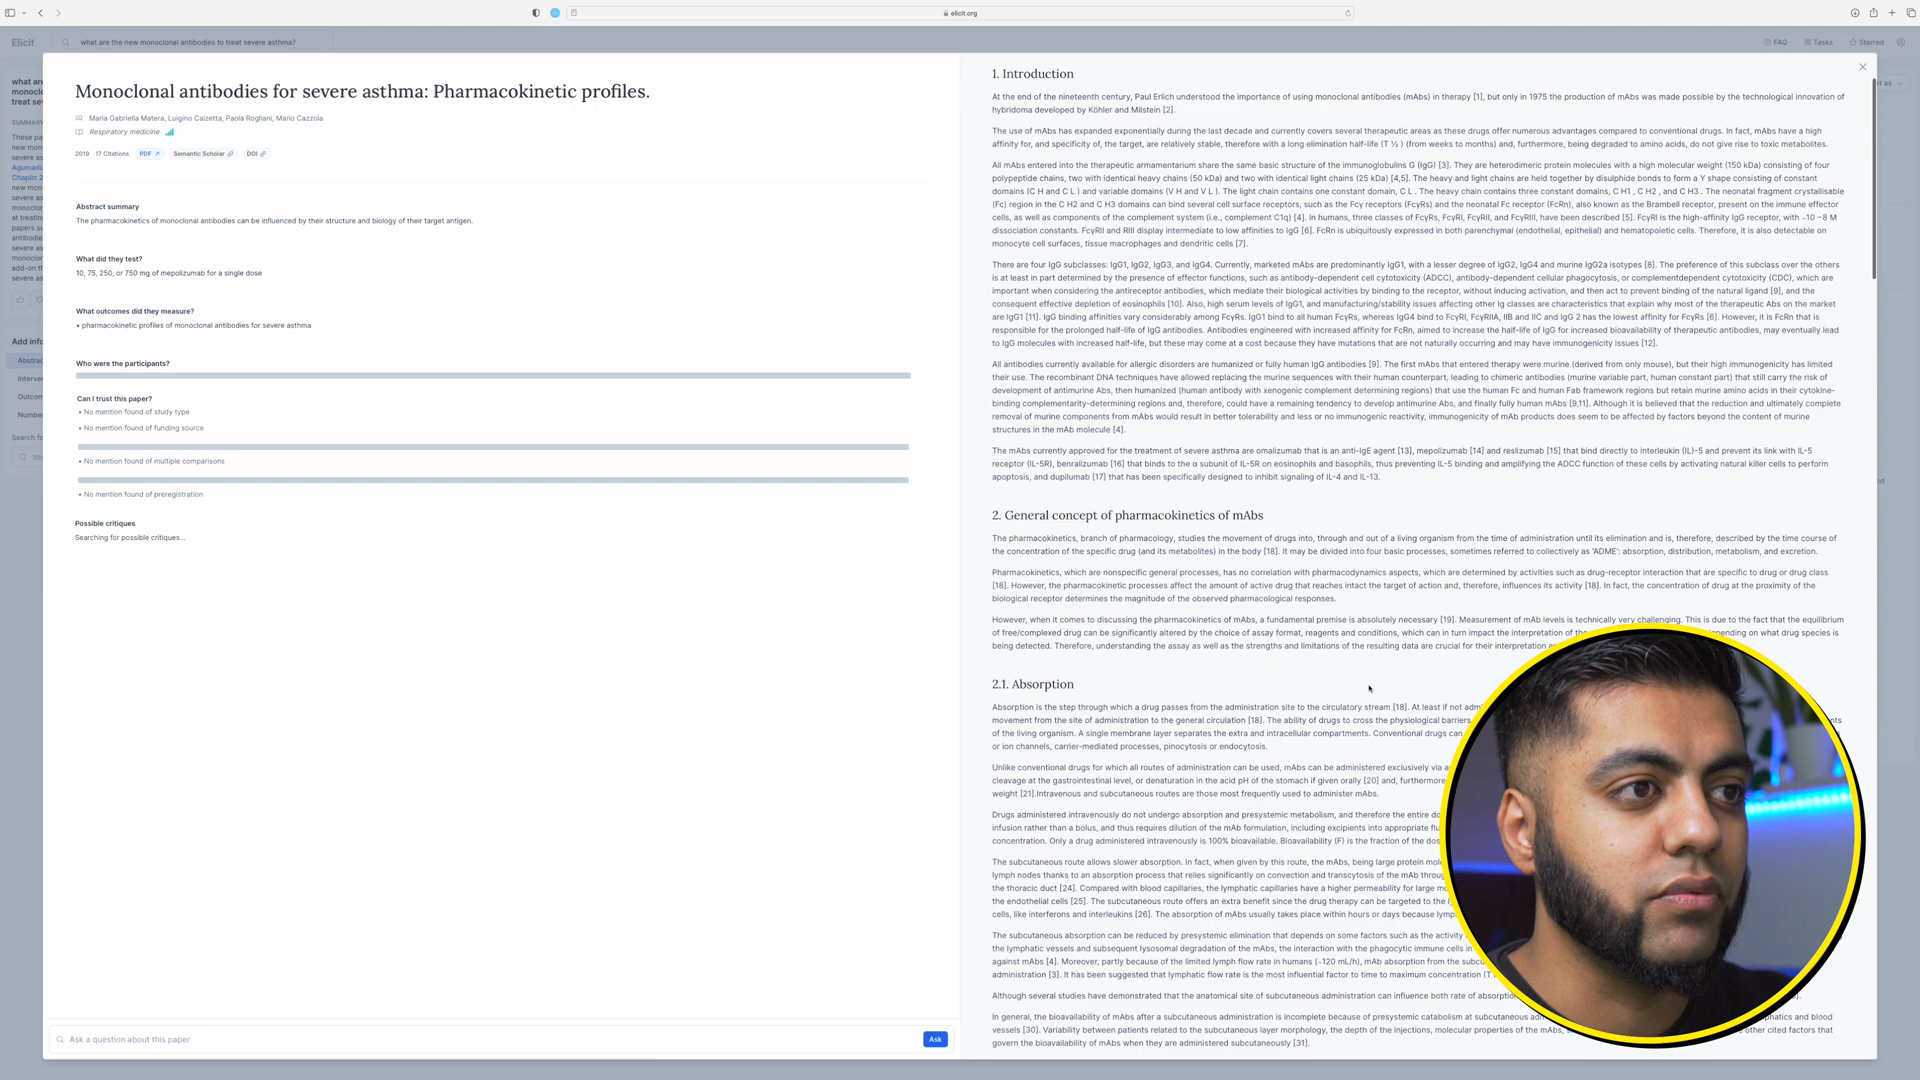 elicit.org
Elicit
what are the new monoclonal antibodies to treat severe asthma?
FAQ
Tasks
Starred
what are
monoclonal
antibodies
treat sev
SUMMARY
These pa
new mon
severe as
Agumadu
Chaplin 2
new mon
severe as
at treatin
papers su
antibodie
severe as
monoclon
add-on th
severe as
Add info
Abstrac
Interven
Outcom
Number
Search fo
Monoclonal antibodies for severe asthma: Pharmacokinetic profiles.
Maria Gabriella Matera, Luigino Calzetta, Paola Rogliani, Mario Cazzola
Respiratory medicine
2019 17 Citations PDF Semantic Scholar DOI
Abstract summary
The pharmacokinetics of monoclonal antibodies can be influenced by their structure and biology of their target antigen.
What did they test?
10, 75, 250, or 750 mg of mepolizumab for a single dose
What outcomes did they measure?
• pharmacokinetic profiles of monoclonal antibodies for severe asthma
Who were the participants?
Can I trust this paper?
• No mention found of study type
• No mention found of funding source
• No mention found of multiple comparisons
• No mention found of preregistration
Possible critiques
Searching for possible critiques...
Ask a question about this paper
Ask
1. Introduction
At the end of the nineteenth century, Paul Erlich understood the importance of using monoclonal antibodies (mAbs) in therapy [1], but only in 1975 the production of mAbs was made possible by the technological innovation of
hybridoma developed by Köhler and Milstein [2].
The use of mAbs has expanded exponentially during the last decade and currently covers several therapeutic areas as these drugs offer numerous advantages compared to conventional drugs. In fact, mAbs have a high
affinity for, and specificity of, the target, are relatively stable, therefore with a long elimination half-life (T ½ ) (from weeks to months) and, furthermore, being degraded to amino acids, do not give rise to toxic metabolites.
All mAbs entered into the therapeutic armamentarium share the same basic structure of the immunoglobulins G (IgG) [3]. They are heterodimeric protein molecules with a high molecular weight (150 kDa) consisting of four
polypeptide chains, two with identical heavy chains (50 kDa) and two with identical light chains (25 kDa) [4,5]. The heavy and light chains are held together by disulphide bonds to form a Y shape consisting of constant
domains (C H and C L ) and variable domains (V H and V L ). The light chain contains one constant domain, C L . The heavy chain contains three constant domains, C H1 , C H2 , and C H3 . The neonatal fragment crystallisable
(Fc) region in the C H2 and C H3 domains can bind several cell surface receptors, such as the Fcγ receptors (FcγRs) and the neonatal Fc receptor (FcRn), also known as the Brambell receptor, present on the immune effector
cells, as well as components of the complement system (i.e., complement C1q) [4]. In humans, three classes of FcγRs, FcγRI, FcγRII, and FcγRIII, have been described [5]. FcγRI is the high-affinity IgG receptor, with ~10 −8 M
dissociation constants. FcγRII and RIII display intermediate to low affinities to IgG [6]. FcRn is ubiquitously expressed in both parenchymal (endothelial, epithelial) and hematopoietic cells. Therefore, it is also detectable on
monocyte cell surfaces, tissue macrophages and dendritic cells [7].
There are four IgG subclasses: IgG1, IgG2, IgG3, and IgG4. Currently, marketed mAbs are predominantly IgG1, with a lesser degree of IgG2, IgG4 and murine IgG2a isotypes [8]. The preference of this subclass over the others
is at least in part determined by the presence of effector functions, such as antibody-dependent cell cytotoxicity (ADCC), antibody-dependent cellular phagocytosis, or complementdependent cytotoxicity (CDC), which are
important when considering the antireceptor antibodies, which mediate their biological activities by binding to the receptor, without inducing activation, and then act to prevent binding of the natural ligand [9], and the
consequent effective depletion of eosinophils [10]. Also, high serum levels of IgG1, and manufacturing/stability issues affecting other Ig classes are characteristics that explain why most of the therapeutic Abs on the market
are IgG1 [11]. IgG binding affinities vary considerably among FcγRs. IgG1 bind to all human FcγRs, whereas IgG4 bind to FcγRI, FcγRIIA, IIB and IIC and IgG 2 has the lowest affinity for FcγRs [6]. However, it is FcRn that is
responsible for the prolonged half-life of IgG antibodies. Antibodies engineered with increased affinity for FcRn, aimed to increase the half-life of IgG for increased bioavailability of therapeutic antibodies, may eventually lead
to IgG molecules with increased half-life, but these may come at a cost because they have mutations that are not naturally occurring and may have immunogenicity issues [12].
All antibodies currently available for allergic disorders are humanized or fully human IgG antibodies [9]. The first mAbs that entered therapy were murine (derived from only mouse), but their high immunogenicity has limited
their use. The recombinant DNA techniques have allowed replacing the murine sequences with their human counterpart, leading to chimeric antibodies (murine variable part, human constant part) that still carry the risk of
development of antimurine Abs, and then humanized (human antibody with xenogenic complement determining regions) that use the human Fc and human Fab framework regions but retain murine amino acids in their cytokine-
binding complementarity-determining regions and, therefore, could have a remaining tendency to develop antimurine Abs, and finally fully human mAbs [9,11]. Although it is believed that the reduction and ultimately complete
removal of murine components from mAbs would result in better tolerability and less or no immunogenic reactivity, immunogenicity of mAb products does seem to be affected by factors beyond the content of murine
structures in the mAb molecule [4].
The mAbs currently approved for the treatment of severe asthma are omalizumab that is an anti-IgE agent [13], mepolizumab [14] and reslizumab [15] that bind directly to interleukin (IL)-5 and prevent its link with IL-5
receptor (IL-5R), benralizumab [16] that binds to the α subunit of IL-5R on eosinophils and basophils, thus preventing IL-5 binding and amplifying the ADCC function of these cells by activating natural killer cells to perform
apoptosis, and dupilumab [17] that has been specifically designed to inhibit signaling of IL-4 and IL-13.
2. General concept of pharmacokinetics of mAbs
The pharmacokinetics, branch of pharmacology, studies the movement of drugs into, through and out of a living organism from the time of administration until its elimination and is, therefore, described by the time course of
the concentration of the specific drug (and its metabolites) in the body [18]. It may be divided into four basic processes, sometimes referred to collectively as 'ADME': absorption, distribution, metabolism, and excretion.
Pharmacokinetics, which are nonspecific general processes, has no correlation with pharmacodynamics aspects, which are determined by activities such as drug-receptor interaction that are specific to drug or drug class
[18]. However, the pharmacokinetic processes affect the amount of active drug that reaches intact the target of action and, therefore, influences its activity [18]. In fact, the concentration of drug at the proximity of the
biological receptor determines the magnitude of the observed pharmacological responses.
However, when it comes to discussing the pharmacokinetics of mAbs, a fundamental premise is absolutely necessary [19]. Measurement of mAb levels is technically very challenging. This is due to the fact that the equilibrium
of free/complexed drug can be significantly altered by the choice of assay format, reagents and conditions, which can in turn impact the interpretation of the depending on what drug species is
being detected. Therefore, understanding the assay as well as the strengths and limitations of the resulting data are crucial for their interpretation
2.1. Absorption
Absorption is the step through which a drug passes from the administration site to the circulatory stream [18]. At least if not adm
movement from the site of administration to the general circulation [18]. The ability of drugs to cross the physiological barriers
of the living organism. A single membrane layer separates the extra and intracellular compartments. Conventional drugs can
or ion channels, carrier-mediated processes, pinocytosis or endocytosis.
Unlike conventional drugs for which all routes of administration can be used, mAbs can be administered exclusively via
cleavage at the gastrointestinal level, or denaturation in the acid pH of the stomach if given orally [20] and, furthermore
weight [21].Intravenous and subcutaneous routes are those most frequently used to administer mAbs.
Drugs administered intravenously do not undergo absorption and presystemic metabolism, and therefore the entire do
infusion rather than a bolus, and thus requires dilution of the mAb formulation, including excipients into appropriate flu
concentration. Only a drug administered intravenously is 100% bioavailable. Bioavailability (F) is the fraction of the dos
The subcutaneous route allows slower absorption. In fact, when given by this route, the mAbs, being large protein mol
lymph nodes thanks to an absorption process that relies significantly on convection and transcytosis of the mAb throug
the thoracic duct [24]. Compared with blood capillaries, the lymphatic capillaries have a higher permeability for large m
the endothelial cells [25]. The subcutaneous route offers an extra benefit since the drug therapy can be targeted to the
cells, like interferons and interleukins [26]. The absorption of mAbs usually takes place within hours or days because lymp
The subcutaneous absorption can be reduced by presystemic elimination that depends on some factors such as the activity
the lymphatic vessels and subsequent lysosomal degradation of the mAbs, the interaction with the phagocytic immune cells in
against mAbs [4]. Moreover, partly because of the limited lymph flow rate in humans (~120 mL/h), mAb absorption from the subcu
administration [3]. It has been suggested that lymphatic flow rate is the most influential factor to time to maximum concentration (T
Although several studies have demonstrated that the anatomical site of subcutaneous administration can influence both rate of absorptio
In general, the bioavailability of mAbs after a subcutaneous administration is incomplete because of presystemic catabolism at subcutaneous adm phatics and blood
vessels [30]. Variability between patients related to the subcutaneous layer morphology, the depth of the injections, molecular properties of the mAbs, other cited factors that
govern the bioavailability of mAbs when they are administered subcutaneously [31].